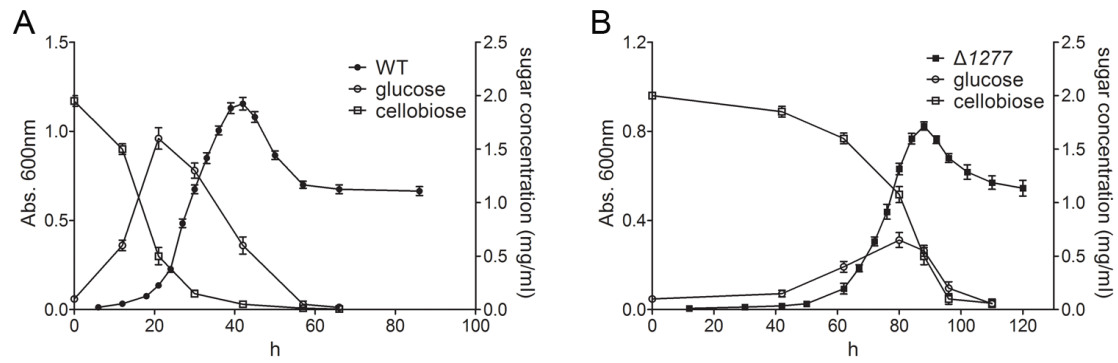 A
B
1.5
1.0
0.5
0.0
Abs. 600nm
2.5
2.0
1.5
1.0
0.5
0.0
sugar concentration (mg/ml)
WT
glucose
cellobiose
0
20
40
60
80
100
h
1.2
0.8
0.4
0.0
Abs. 600nm
2.5
2.0
1.5
1.0
0.5
0.0
sugar concentration (mg/ml)
Δ1277
glucose
cellobiose
0
20
40
60
80
100
120
h